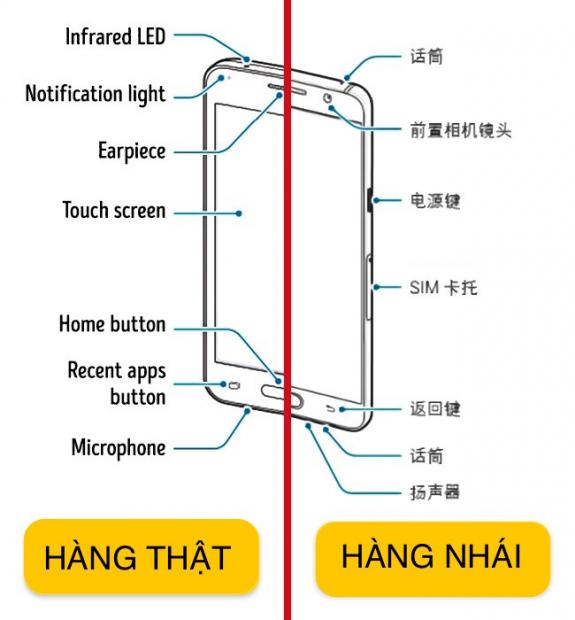 Infrared LED
Notification light
Earpiece
Touch screen
Home button
Recent apps
button
Microphone
话筒
前置相机镜头
电源键
SIM 卡托
返回键
话筒
扬声器
HÀNG THẬT
HÀNG NHÁI